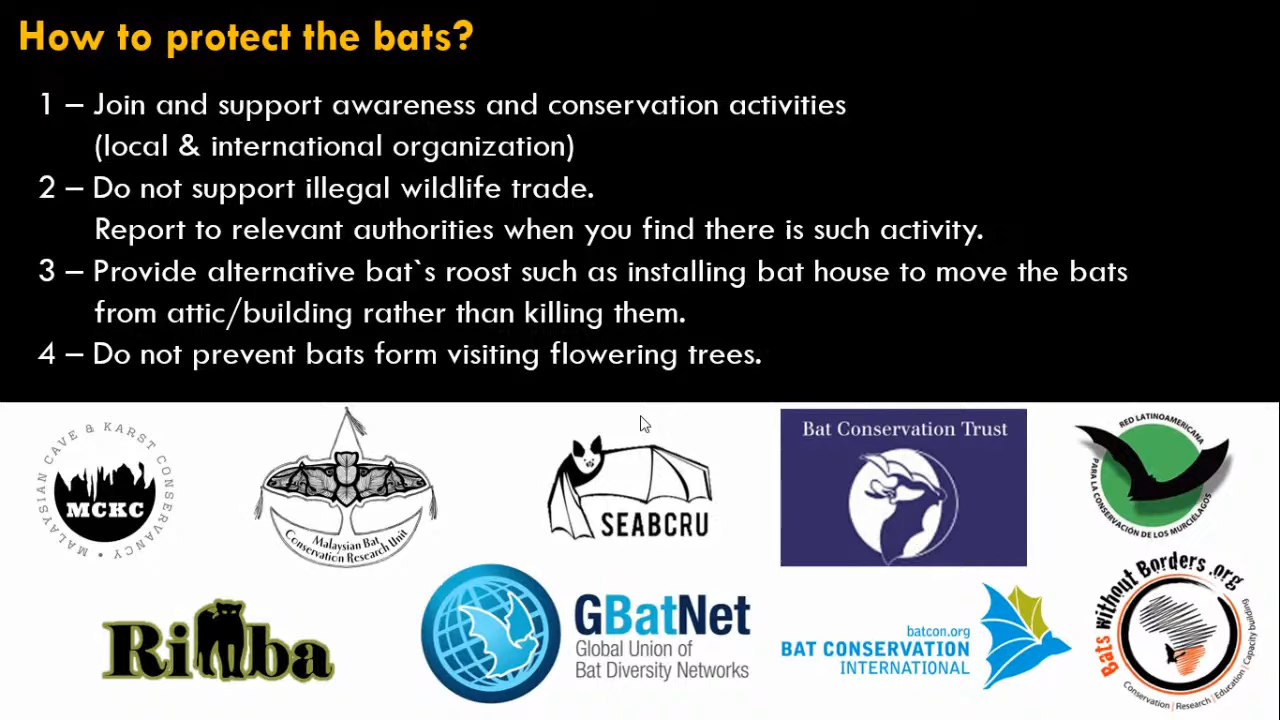 How to protect the bats?
1 – Join and support awareness and conservation activities
(local & international organization)
2 – Do not support illegal wildlife trade.
Report to relevant authorities when you find there is such activity.
3 – Provide alternative bat`s roost such as installing bat house to move the bats
from attic/building rather than killing them.
4 – Do not prevent bats form visiting flowering trees.
MALAYSIAN CAVE & KARST CONSERVANCY •
MCKC
Malaysian Bat
Conservation Research Unit
SEABCRU
Bat Conservation Trust
RED LATINOAMERICANA
PARA LA CONSERVACIÓN DE LOS MURCIÉLAGOS
Rimba
GBatNet
Global Union of
Bat Diversity Networks
batcon.org
BAT CONSERVATION
INTERNATIONAL
Bats without Borders.org
Conservation | Research | Education | Capacity building